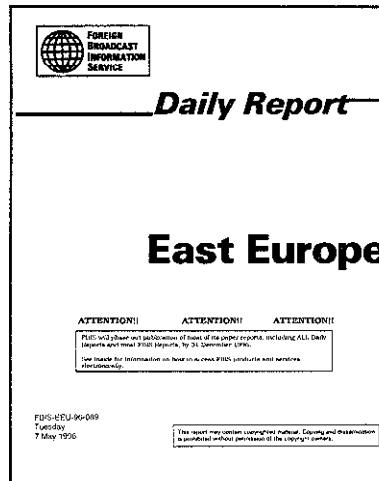 FOREIGN
BROADCAST
INFORMATION
SERVICE
Daily Report
East Europe
ATTENTION!! ATTENTION!! ATTENTION!!
FBIS will phase out publication of most of its paper reports, including ALL Daily
Reports and most FBIS Reports, by 31 December 1996.
See inside for information on how to access FBIS products and services
electronically.
FBIS-EEU-96-089
Tuesday
7 May 1996
This report may contain copyrighted material. Copying and dissemination
is prohibited without permission of the copyright owners.